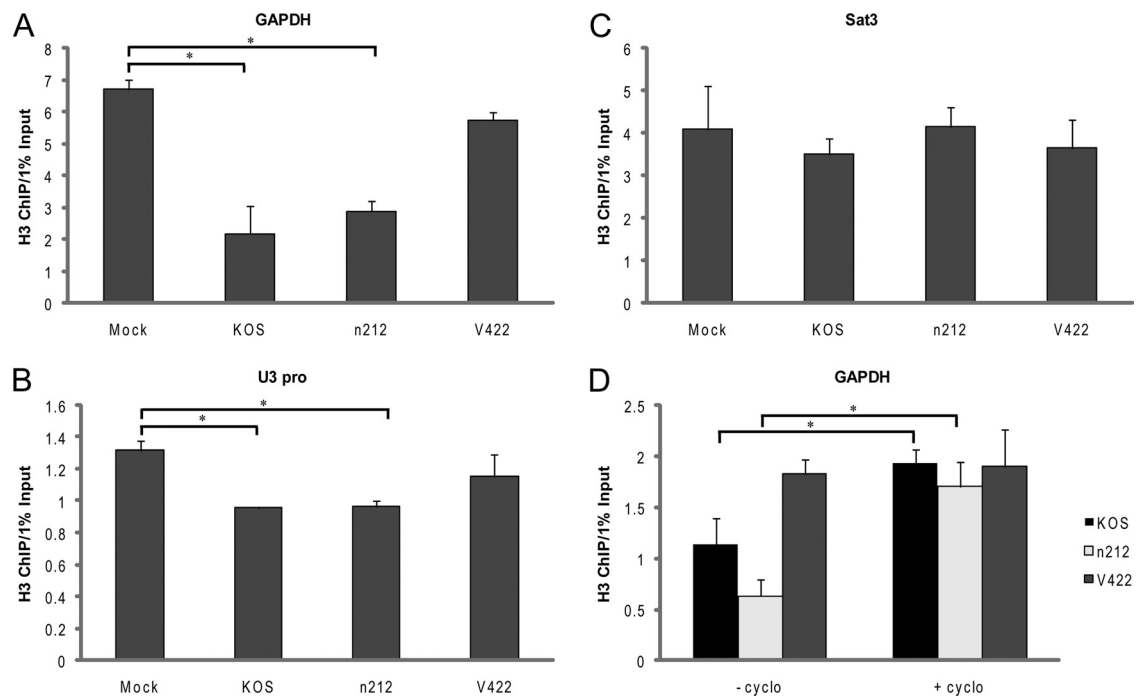 A
GAPDH
H3 ChIP/1% Input
8
7
6
5
4
3
2
1
0
*
*
Mock KOS n212 V422
C
Sat3
H3 ChIP/1% Input
6
5
4
3
2
1
0
Mock KOS n212 V422
B
U3 pro
H3 ChIP/1% Input
1.6
1.4
1.2
1
0.8
0.6
0.4
0.2
0
*
*
Mock KOS n212 V422
D
GAPDH
H3 ChIP/1% Input
2.5
2
1.5
1
0.5
0
*
*
- cyclo + cyclo
KOS
n212
V422